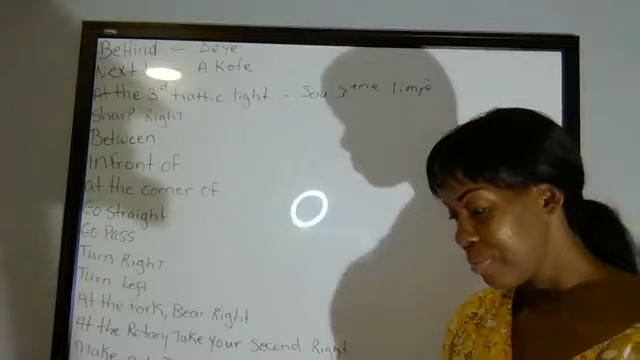 Behind — Deye
Next A Kote
At the 3rd traffic light - Sou 3eme limyè
Sharp Right
Between
Infront of
at the corner of
Go Straight
Go Pass
Turn Right
Turn Left
At the fork, Bear Right
At the Rotary Take your Second Right
Make